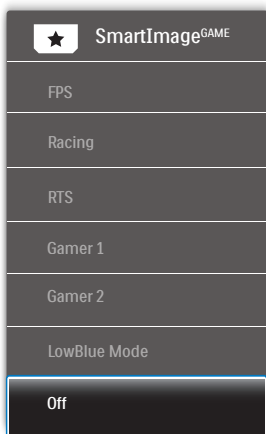 SmartImageGAME
FPS
Racing
RTS
Gamer 1
Gamer 2
LowBlue Mode
Off